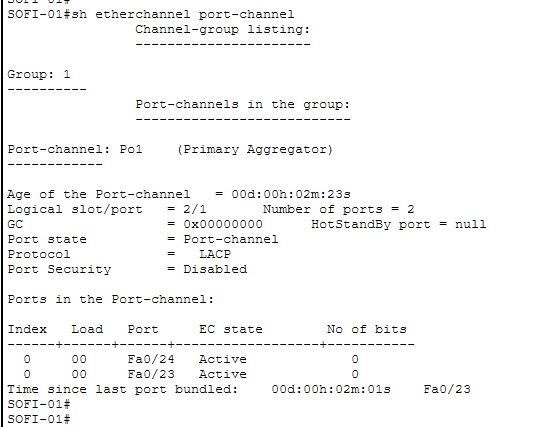 SOFI-01#sh etherchannel port-channel
Channel-group listing:
----------------------
Group: 1
----------
Port-channels in the group:
---------------------------
Port-channel: Po1    (Primary Aggregator)
------------
Age of the Port-channel   = 00d:00h:02m:23s
Logical slot/port   = 2/1       Number of ports = 2
GC                  = 0x00000000      HotStandBy port = null
Port state          = Port-channel
Protocol            =   LACP
Port Security       = Disabled
Ports in the Port-channel:
Index   Load   Port     EC state        No of bits
------+------+------+------------------+-----------
0     00     Fa0/24   Active             0
0     00     Fa0/23   Active             0
Time since last port bundled:    00d:00h:02m:01s    Fa0/23
SOFI-01#
SOFI-01#